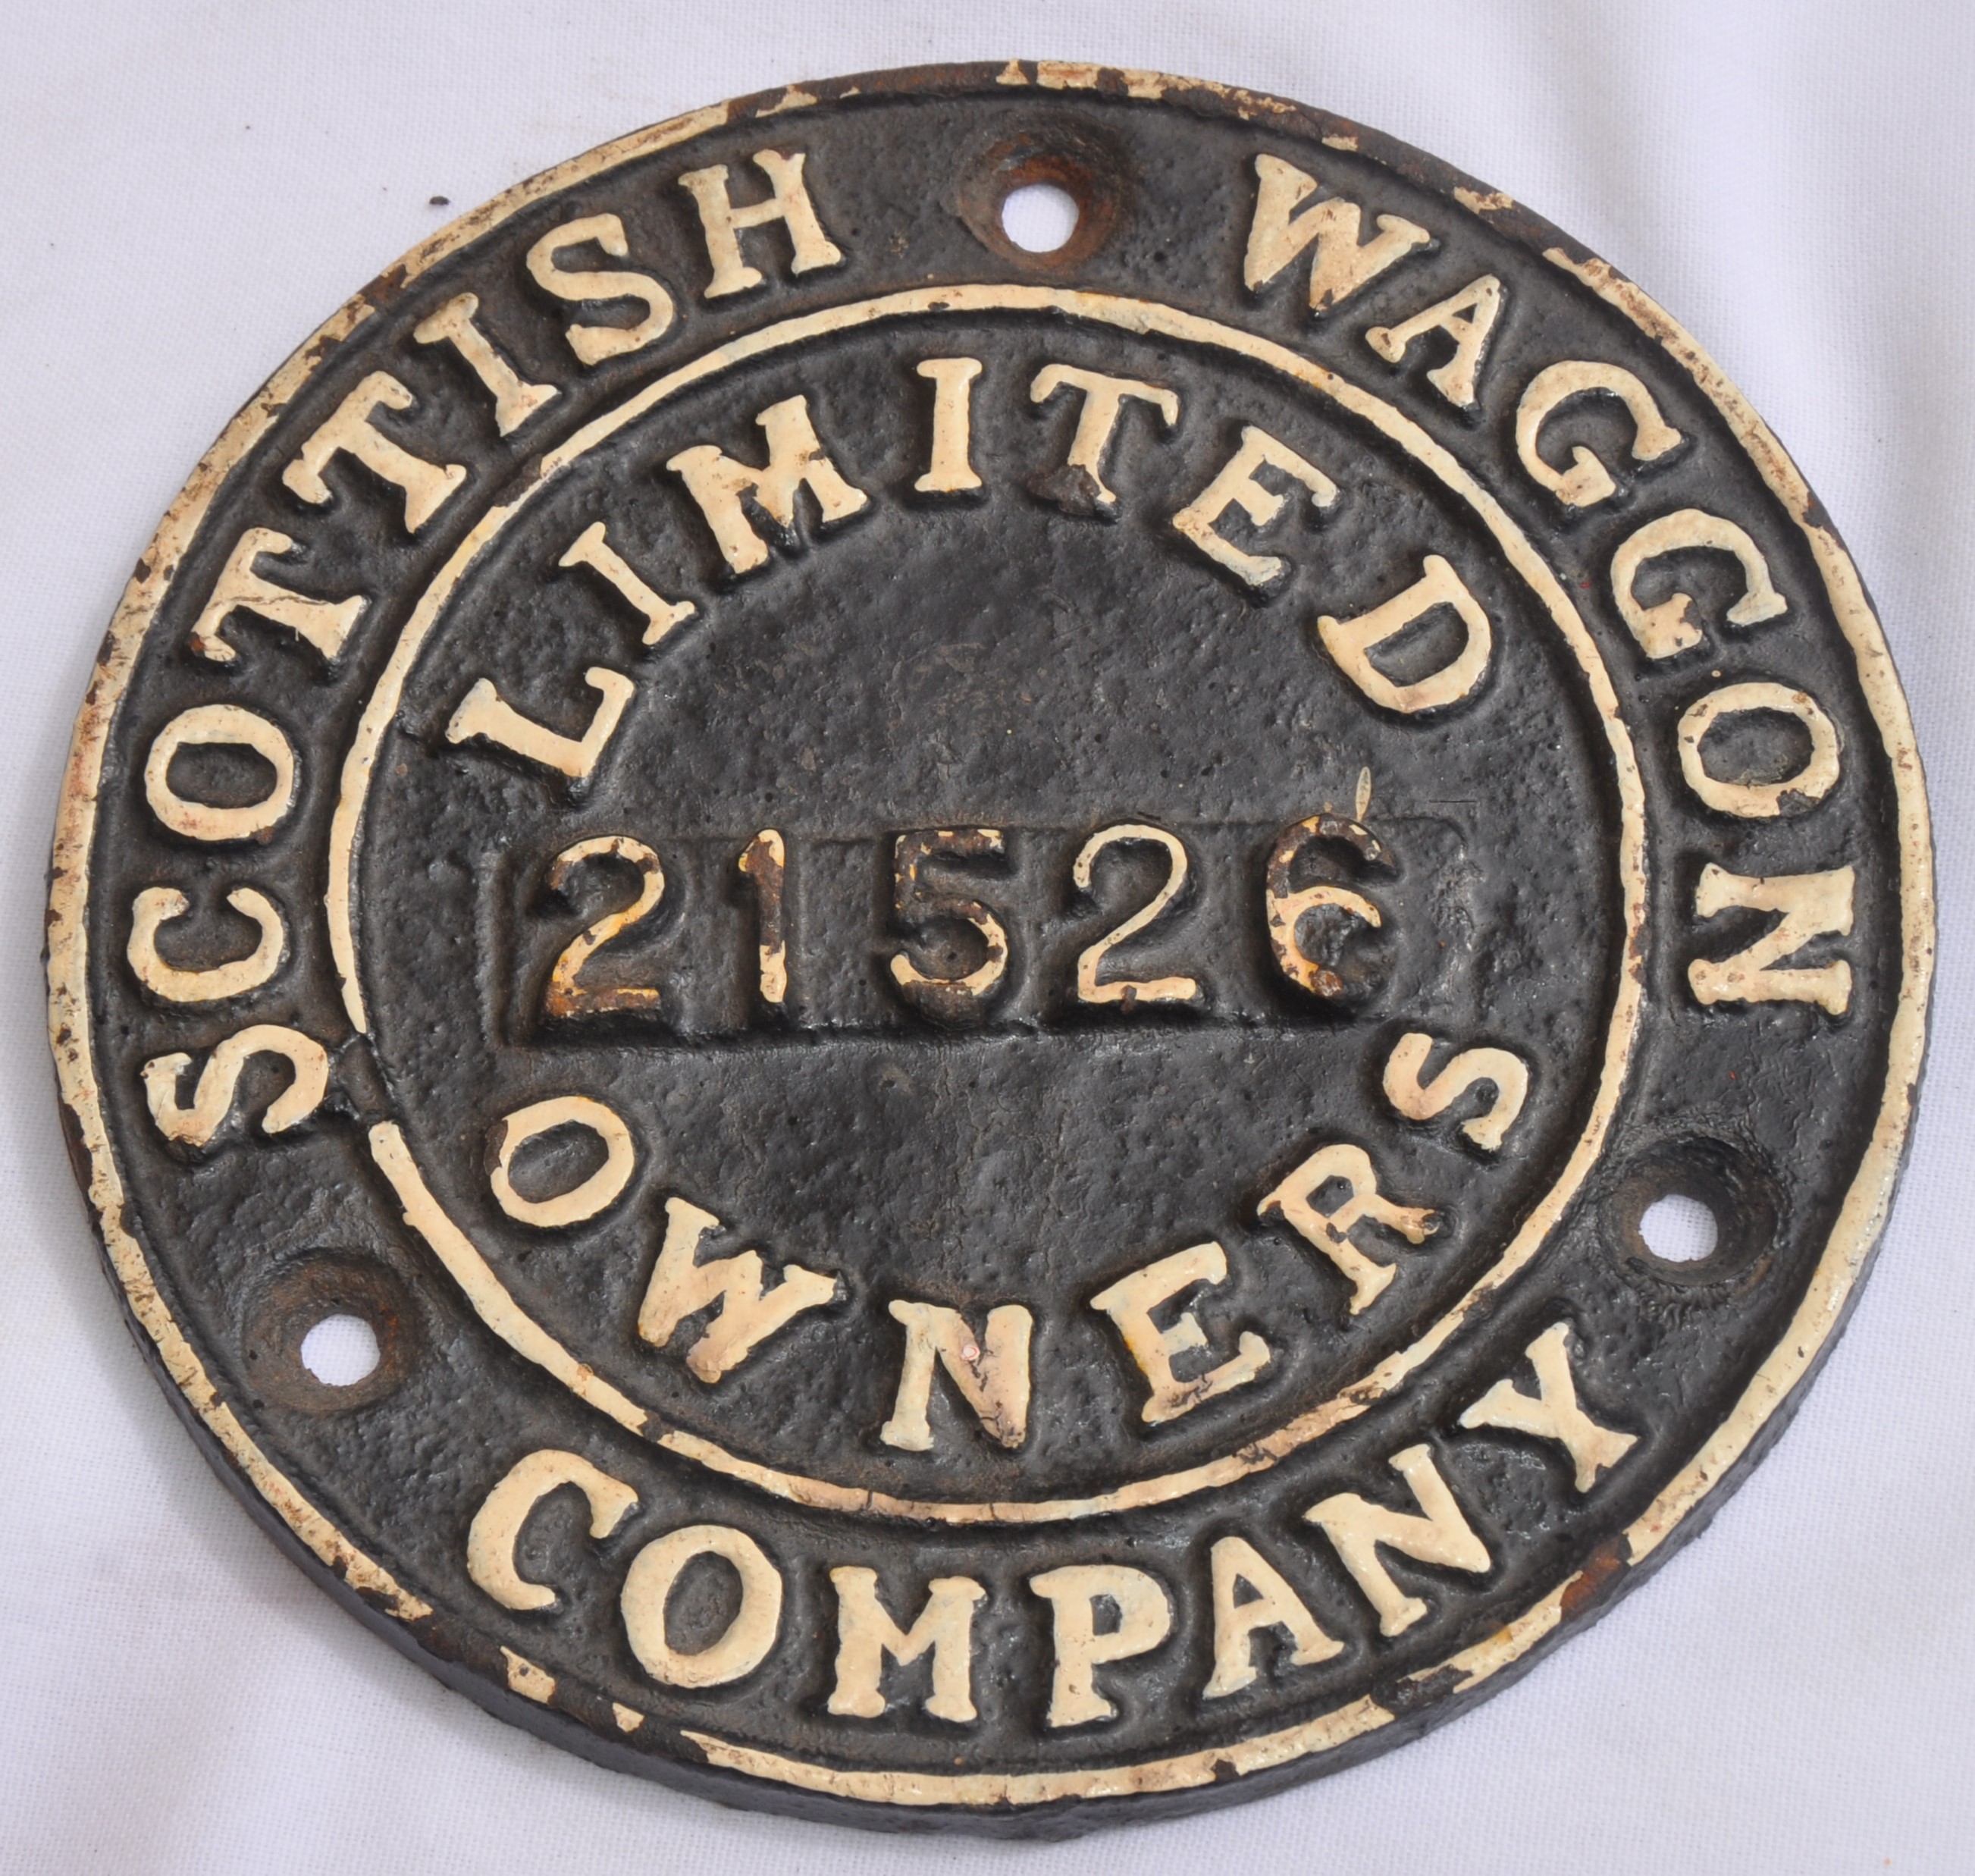 SCOTTISH WAGGON
COMPANY
LIMITED
21526
OWNERS